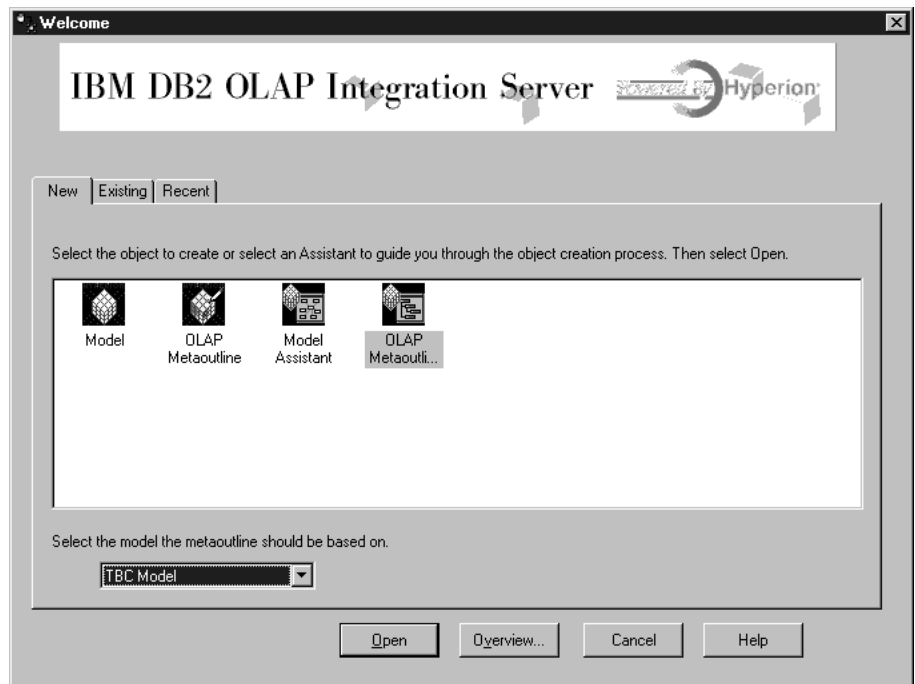 Welcome
IBM DB2 OLAP Integration Server POWERED BY Hyperion
New Existing Recent
Select the object to create or select an Assistant to guide you through the object creation process. Then select Open.
Model OLAP Metaoutline Model Assistant OLAP Metaoutli...
Select the model the metaoutline should be based on.
TBC Model
Open Overview... Cancel Help